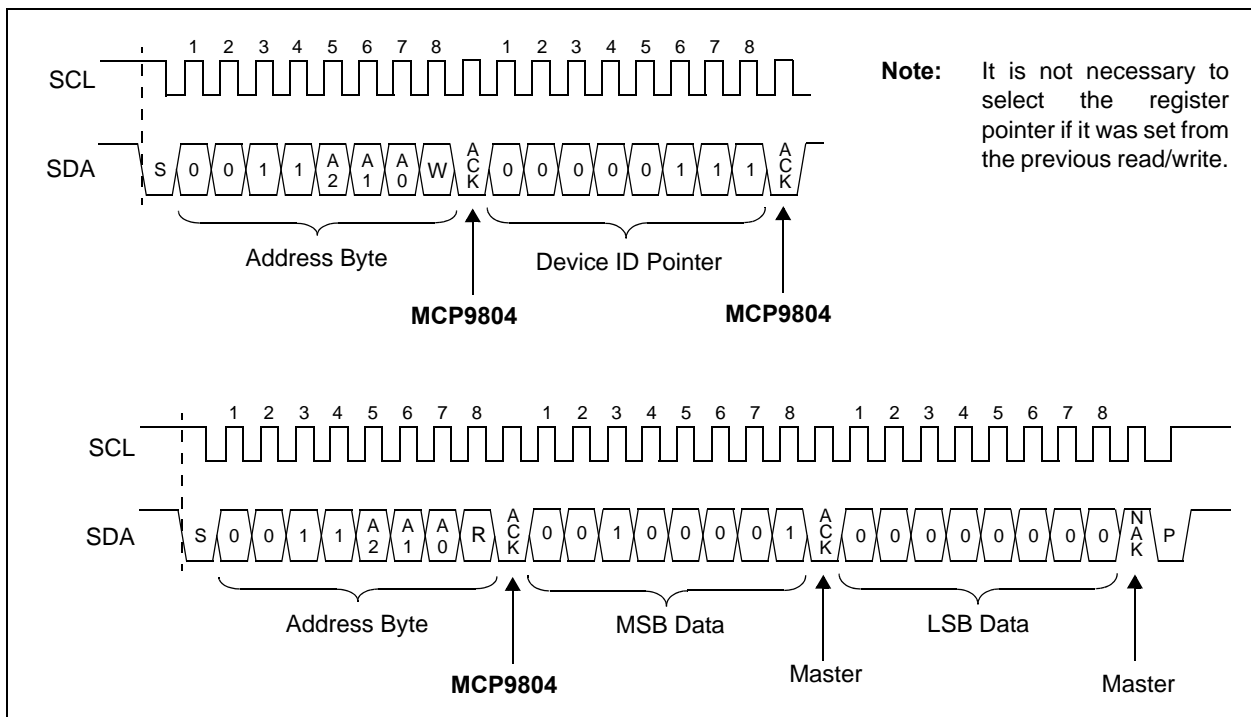 1 2 3 4 5 6 7 8 1 2 3 4 5 6 7 8
SCL
SDA
S 0 0 1 1 A2 A1 A0 W ACK 0 0 0 0 0 1 1 1 ACK
Address Byte
Device ID Pointer
MCP9804
MCP9804
Note: It is not necessary to
select the register
pointer if it was set from
the previous read/write.
1 2 3 4 5 6 7 8 1 2 3 4 5 6 7 8 1 2 3 4 5 6 7 8
SCL
SDA
S 0 0 1 1 A2 A1 A0 R ACK 0 0 1 0 0 0 0 1 ACK 0 0 0 0 0 0 0 0 NAK P
Address Byte
MSB Data
LSB Data
MCP9804
Master
Master